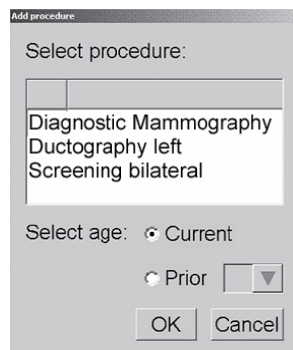 Add procedure
Select procedure:
Diagnostic Mammography
Ductography left
Screening bilateral
Select age: Current
Prior
OK Cancel